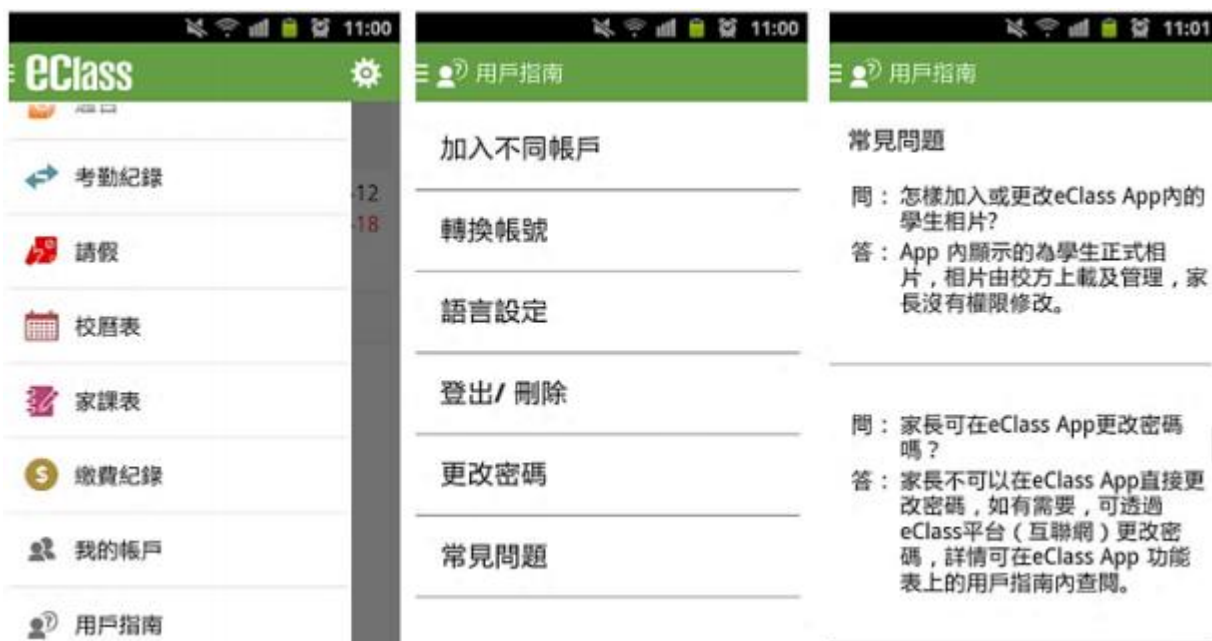 11:00
eClass
考勤紀錄
-12
-18
請假
校曆表
家課表
繳費紀錄
我的帳戶
用戶指南
11:00
用戶指南
加入不同帳戶
轉換帳號
語言設定
登出/ 刪除
更改密碼
常見問題
11:01
用戶指南
常見問題
問：怎樣加入或更改eClass App內的
學生相片?
答：App 內顯示的為學生正式相
片，相片由校方上載及管理，家
長沒有權限修改。
問：家長可在eClass App更改密碼
嗎？
答：家長不可以在eClass App直接更
改密碼，如有需要，可透過
eClass平台（互聯網）更改密
碼，詳情可在eClass App 功能
表上的用戶指南內查閱。